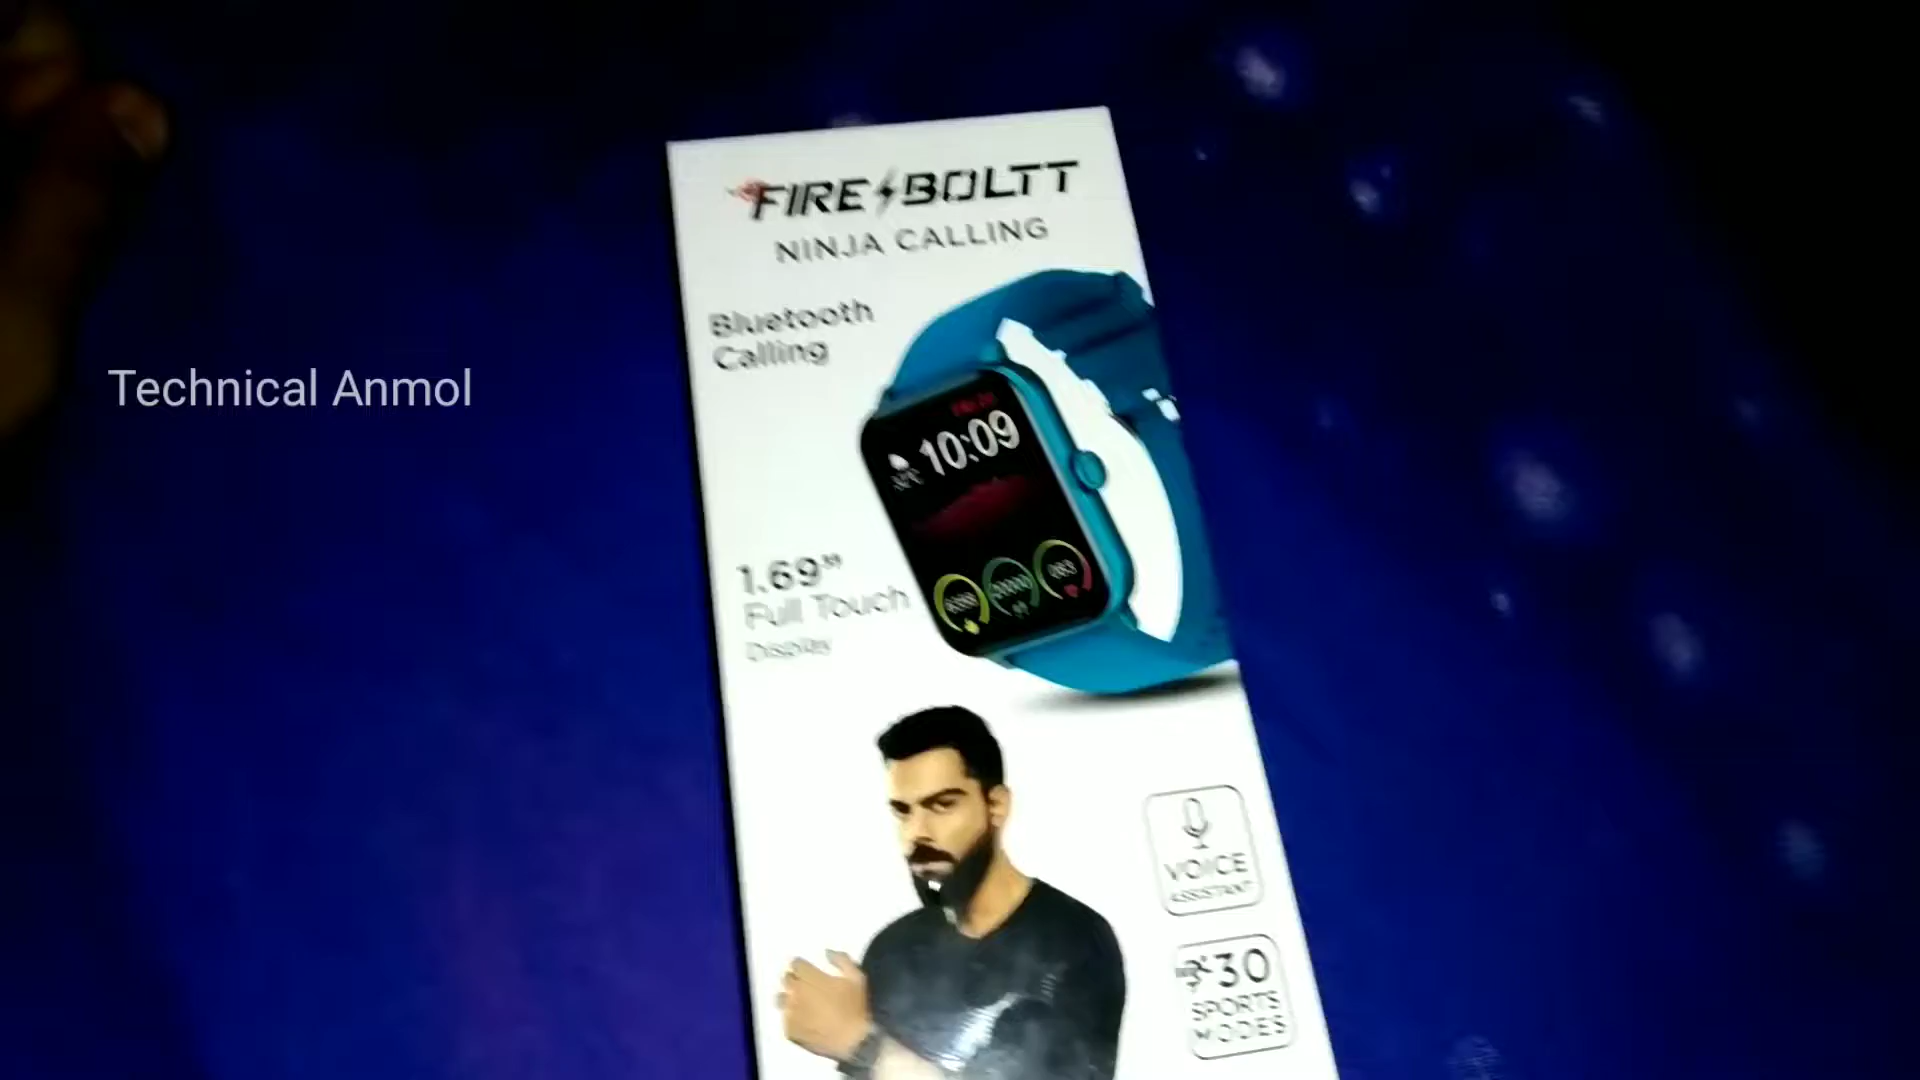 FIRE BOLTT
NINJA CALLING
Bluetooth
Calling
Technical Anmol
10:09
1.69"
Full Touch
Display
VOICE
ASSISTANT
30
SPORTS
MODES